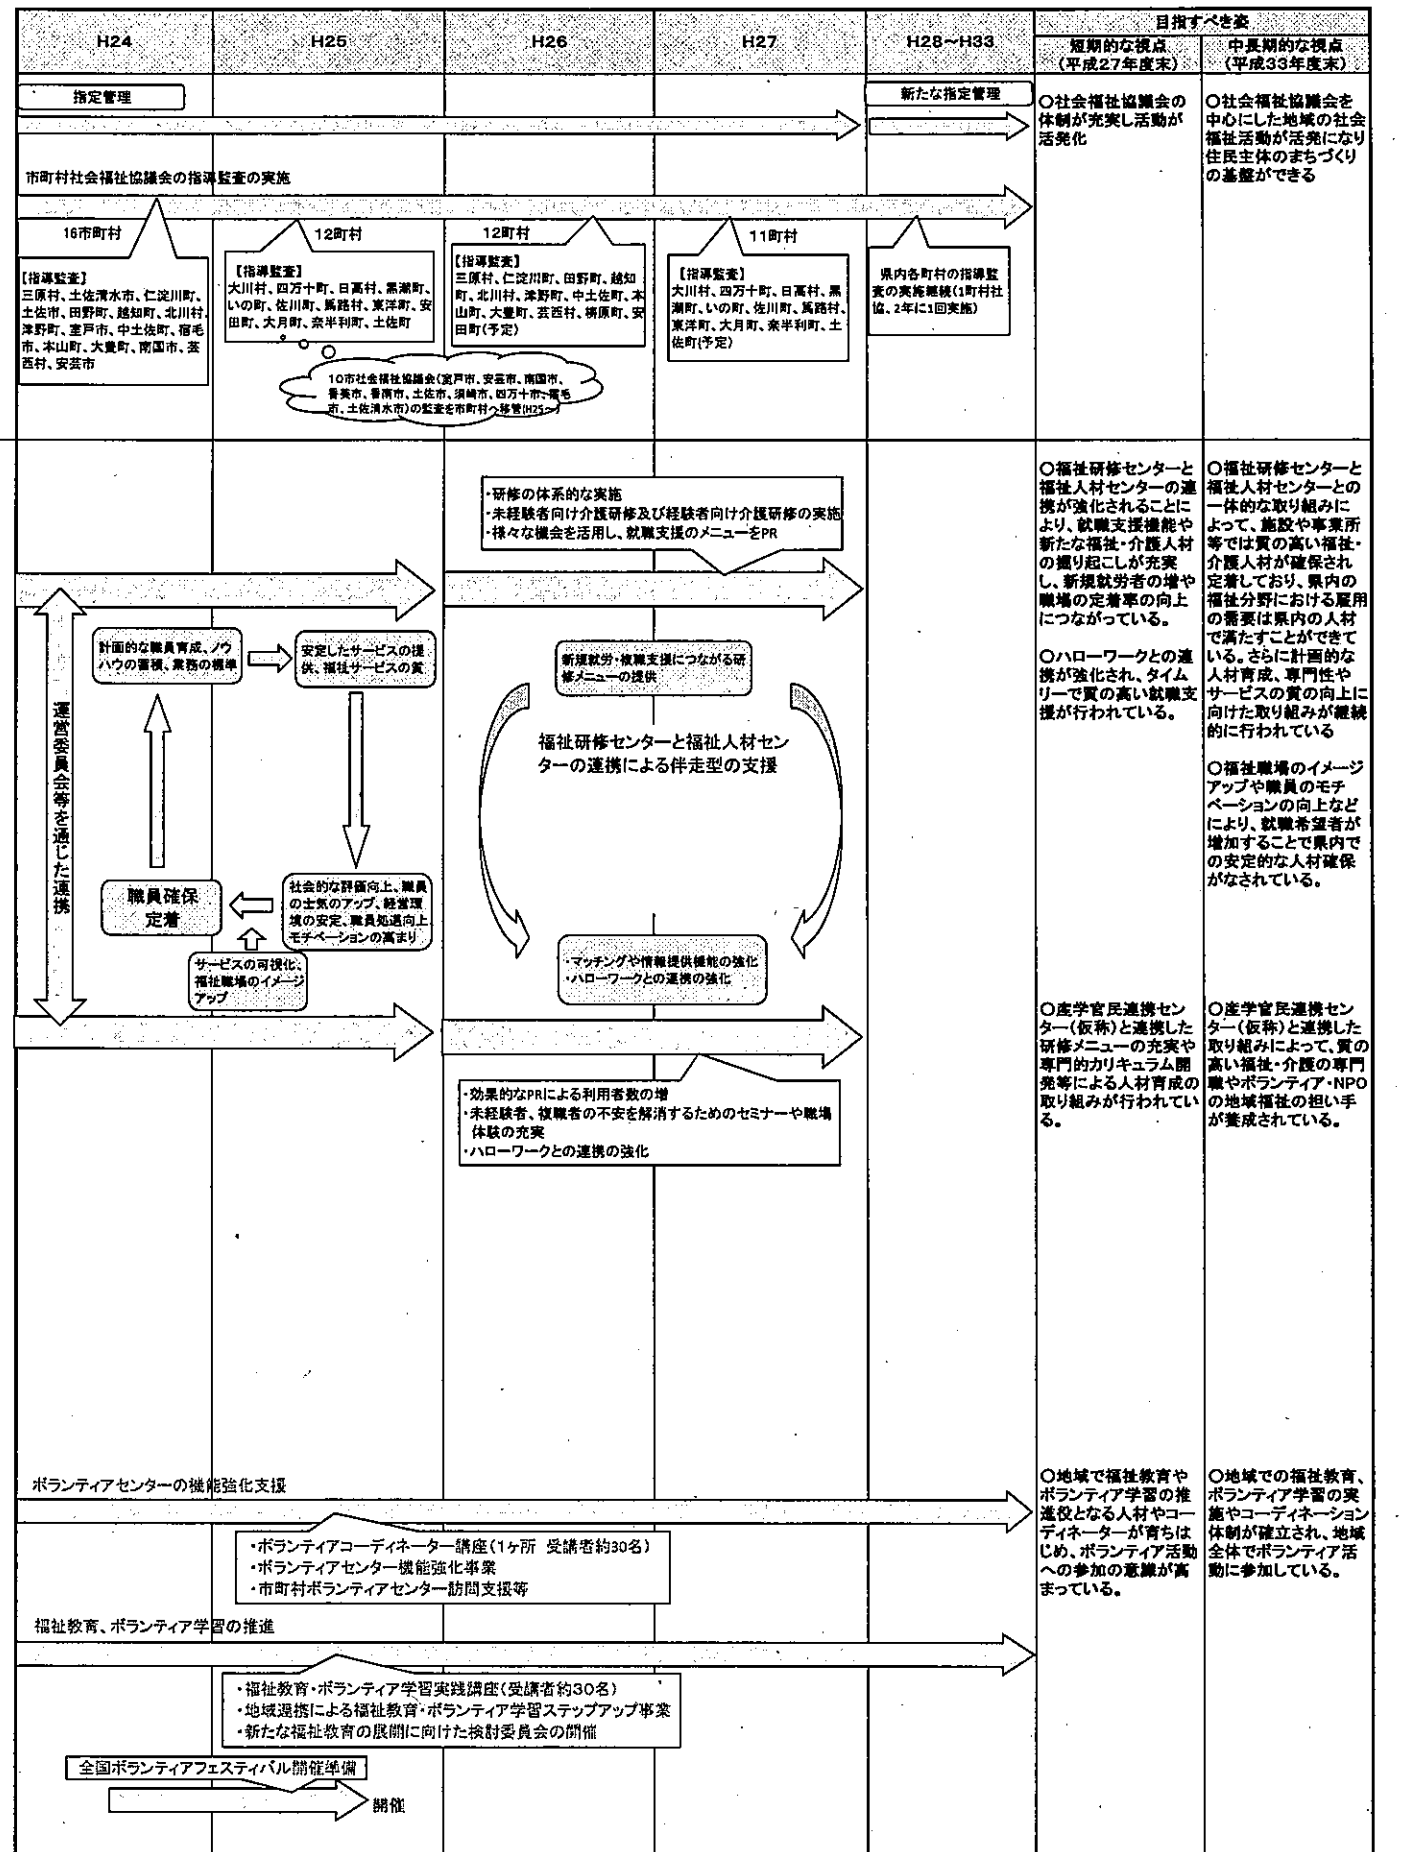 H24
H25
H26
H27
H28～H33
目指すべき姿
短期的な視点
(平成27年度末)
中長期的な視点
(平成33年度末)
指定管理
新たな指定管理
○社会福祉協議会の
体制が充実し活動が
活発化
○社会福祉協議会を
中心にした地域の社会
福祉活動が活発になり
住民主体のまちづくり
の基盤ができる
市町村社会福祉協議会の指導監査の実施
16市町村
【指導監査】
三原村、土佐清水市、仁淀川町、
土佐市、田野町、越知町、北川村、
津野町、室戸市、中土佐町、宿毛
市、本山町、大豊町、南国市、芸
西村、安芸市
12町村
【指導監査】
大川村、四万十町、日高村、黒潮町、
いの町、佐川町、馬路村、東洋町、安
田町、大月町、奈半利町、土佐町
10市社会福祉協議会(室戸市、安芸市、南国市、
香美市、香南市、土佐市、須崎市、四万十市、宿毛
市、土佐清水市)の監査を市町村へ移管(H25～)
12町村
【指導監査】
三原村、仁淀川町、田野町、越知
町、北川村、津野町、中土佐町、本
山町、大豊町、芸西村、梼原町、安
田町(予定)
11町村
【指導監査】
大川村、四万十町、日高村、黒
潮町、いの町、佐川町、馬路村、
東洋町、大月町、奈半利町、土
佐町(予定)
県内各町村の指導監
査の実施継続(1町村社
協、2年に1回実施)
・研修の体系的な実施
・未経験者向け介護研修及び経験者向け介護研修の実施
・様々な機会を活用し、就職支援のメニューをPR
運営委員会等を通じた連携
計画的な職員育成、ノウ
ハウの蓄積、業務の標準
安定したサービスの提
供、福祉サービスの質
社会的な評価向上、職員
の士気のアップ、経営環
境の安定、職員処遇向上
モチベーションの高まり
職員確保
定着
サービスの可視化、
福祉職場のイメージ
アップ
新規就労・復職支援につながる研
修メニューの提供
福祉研修センターと福祉人材セン
ターの連携による伴走型の支援
・マッチングや情報提供機能の強化
・ハローワークとの連携の強化
・効果的なPRによる利用者数の増
・未経験者、復職者の不安を解消するためのセミナーや職場
体験の充実
・ハローワークとの連携の強化
○福祉研修センターと
福祉人材センターの連
携が強化されることに
より、就職支援機能や
新たな福祉・介護人材
の掘り起こしが充実
し、新規就労者の増や
職場の定着率の向上
につながっている。
○ハローワークとの連
携が強化され、タイム
リーで質の高い就職支
援が行われている。
○産学官民連携セン
ター(仮称)と連携した
研修メニューの充実や
専門的カリキュラム開
発等による人材育成の
取り組みが行われてい
る。
○福祉研修センターと
福祉人材センターとの
一体的な取り組みに
よって、施設や事業所
等では質の高い福祉・
介護人材が確保され
定着しており、県内の
福祉分野における雇用
の需要は県内の人材
で満たすことができて
いる。さらに計画的な
人材育成、専門性や
サービスの質の向上に
向けた取り組みが継続
的に行われている
○福祉職場のイメージ
アップや職員のモチ
ベーションの向上など
により、就職希望者が
増加することで県内で
の安定的な人材確保
がなされている。
○産学官民連携セン
ター(仮称)と連携した
取り組みによって、質の
高い福祉・介護の専門
職やボランティア・NPO
の地域福祉の担い手
が養成されている。
ボランティアセンターの機能強化支援
・ボランティアコーディネーター講座(1ヶ所 受講者約30名)
・ボランティアセンター機能強化事業
・市町村ボランティアセンター訪問支援等
福祉教育、ボランティア学習の推進
・福祉教育・ボランティア学習実践講座(受講者約30名)
・地域連携による福祉教育・ボランティア学習ステップアップ事業
・新たな福祉教育の展開に向けた検討委員会の開催
全国ボランティアフェスティバル開催準備
開催
○地域で福祉教育や
ボランティア学習の推
進役となる人材やコー
ディネーターが育ちは
じめ、ボランティア活動
への参加の意識が高
まっている。
○地域での福祉教育、
ボランティア学習の実
施やコーディネーション
体制が確立され、地域
全体でボランティア活
動に参加している。